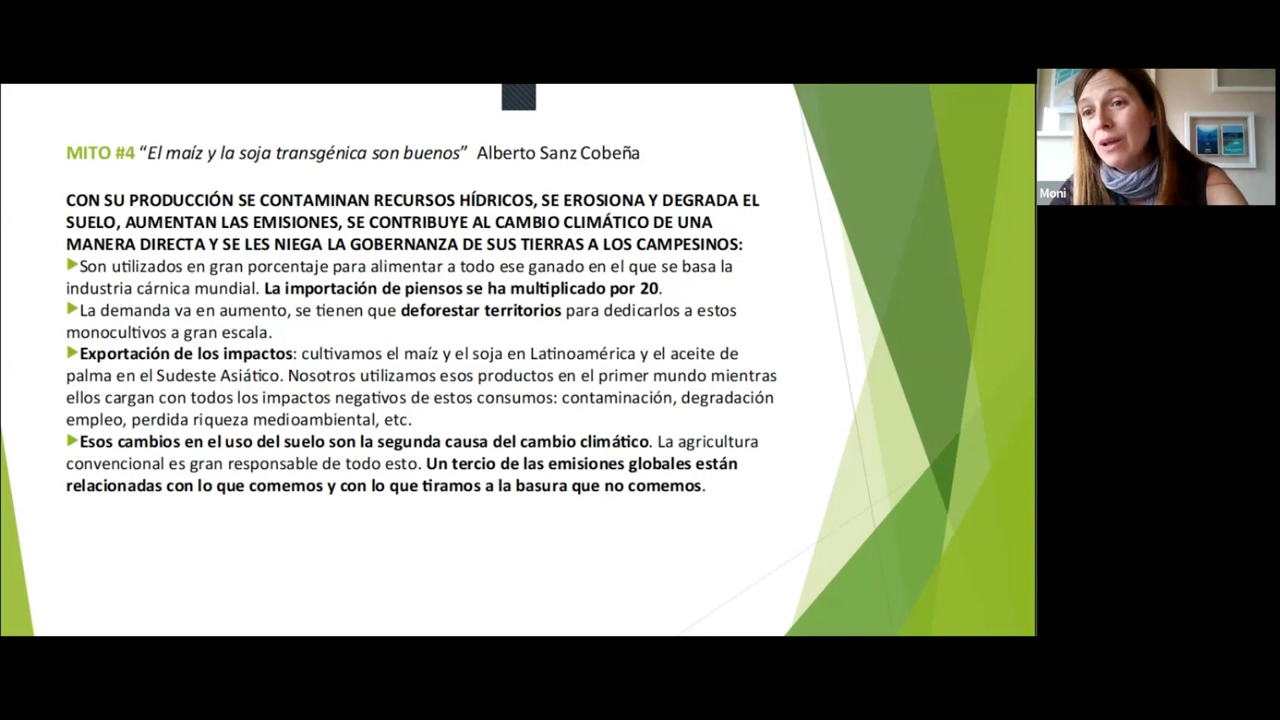 MITO #4 “El maíz y la soja transgénica son buenos” Alberto Sanz Cobeña
CON SU PRODUCCIÓN SE CONTAMINAN RECURSOS HÍDRICOS, SE EROSIONA Y DEGRADA EL
SUELO, AUMENTAN LAS EMISIONES, SE CONTRIBUYE AL CAMBIO CLIMÁTICO DE UNA
MANERA DIRECTA Y SE LES NIEGA LA GOBERNANZA DE SUS TIERRAS A LOS CAMPESINOS:
Son utilizados en gran porcentaje para alimentar a todo ese ganado en el que se basa la
industria cárnica mundial. La importación de piensos se ha multiplicado por 20.
La demanda va en aumento, se tienen que deforestar territorios para dedicarlos a estos
monocultivos a gran escala.
Exportación de los impactos: cultivamos el maíz y el soja en Latinoamérica y el aceite de
palma en el Sudeste Asiático. Nosotros utilizamos esos productos en el primer mundo mientras
ellos cargan con todos los impactos negativos de estos consumos: contaminación, degradación
empleo, perdida riqueza medioambiental, etc.
Esos cambios en el uso del suelo son la segunda causa del cambio climático. La agricultura
convencional es gran responsable de todo esto. Un tercio de las emisiones globales están
relacionadas con lo que comemos y con lo que tiramos a la basura que no comemos.
Moni